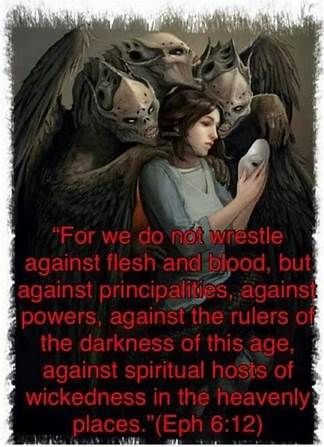 “For we do not wrestle
against flesh and blood, but
against principalities, against
powers, against the rulers of
the darkness of this age,
against spiritual hosts of
wickedness in the heavenly
places.”(Eph 6:12)